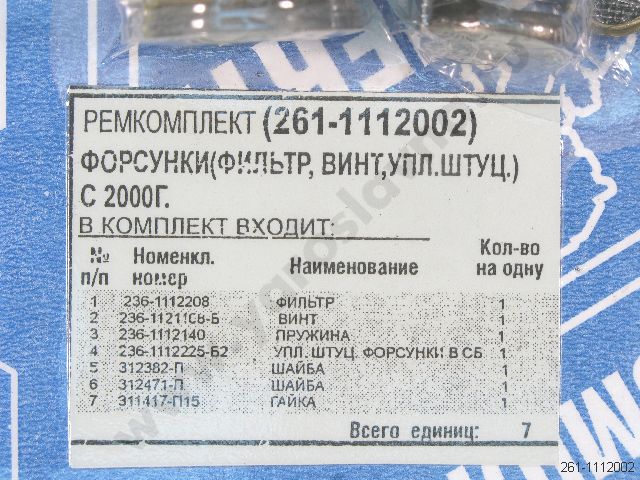 РЕМКОМПЛЕКТ (261-1112002)
ФОРСУНКИ(ФИЛЬТР, ВИНТ,УПЛ.ШТУЦ.)
С 2000Г.
В КОМПЛЕКТ ВХОДИТ:
№ п/п Номенкл. номер Наименование Кол-во на одну
1 236-1112208 ФИЛЬТР 1
2 236-1121108-Б ВИНТ 1
3 236-1112140 ПРУЖИНА 1
4 236-1112225-Б2 УПЛ. ШТУЦ. ФОРСУНКИ В СБ 1
5 312382-П ШАЙБА 1
6 312471-П ШАЙБА 1
7 311417-П15 ГАЙКА 1
Всего единиц: 7
261-1112002